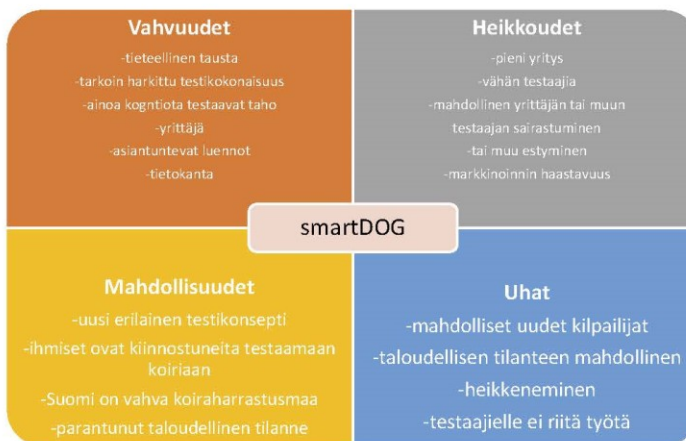 Vahvuudet
-tieteellinen tausta
-tarkoin harkittu testikokonaisuus
-ainoa kogntiota testaavat taho
-yrittäjä
-asiantuntevat luennot
-tietokanta
Heikkoudet
-pieni yritys
-vähän testaajia
-mahdollinen yrittäjän tai muun
testaajan sairastuminen
-tai muu estyminen
-markkinoinnin haastavuus
smartDOG
Mahdollisuudet
-uusi erilainen testikonsepti
-ihmiset ovat kiinnostuneita testaamaan
koiriaan
-Suomi on vahva koiraharrastusmaa
-parantunut taloudellinen tilanne
Uhat
-mahdolliset uudet kilpailijat
-taloudellisen tilanteen mahdollinen
-heikkeneminen
-testaajielle ei riitä työtä